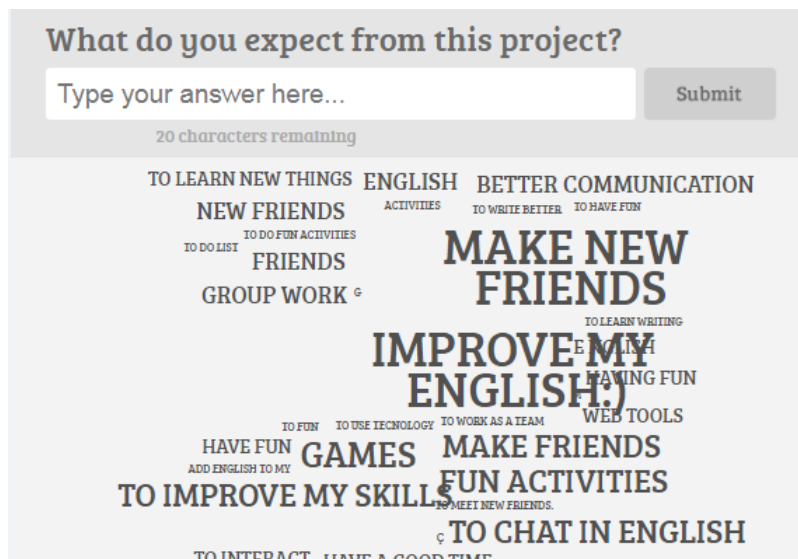 What do you expect from this project?
Type your answer here...
Submit
20 characters remaining
TO LEARN NEW THINGS
ENGLISH
BETTER COMMUNICATION
NEW FRIENDS
ACTIVITIES
TO WRITE BETTER
TO HAVE FUN
TO DO FUN ACTIVITIES
TO DO LIST
FRIENDS
MAKE NEW
FRIENDS
GROUP WORK
G
TO LEARN WRITING
IMPROVE MY
ENGLISH:)
E NGLISH
HAVING FUN
WEB TOOLS
TO FUN
TO USE TECNOLOGY
TO WORK AS A TEAM
HAVE FUN
GAMES
MAKE FRIENDS
ADD ENGLISH TO MY
TO IMPROVE MY SKILLS
FUN ACTIVITIES
TO MEET NEW FRIENDS.
Ç
TO CHAT IN ENGLISH
TO INTERACT
HAVE A GOOD TIME